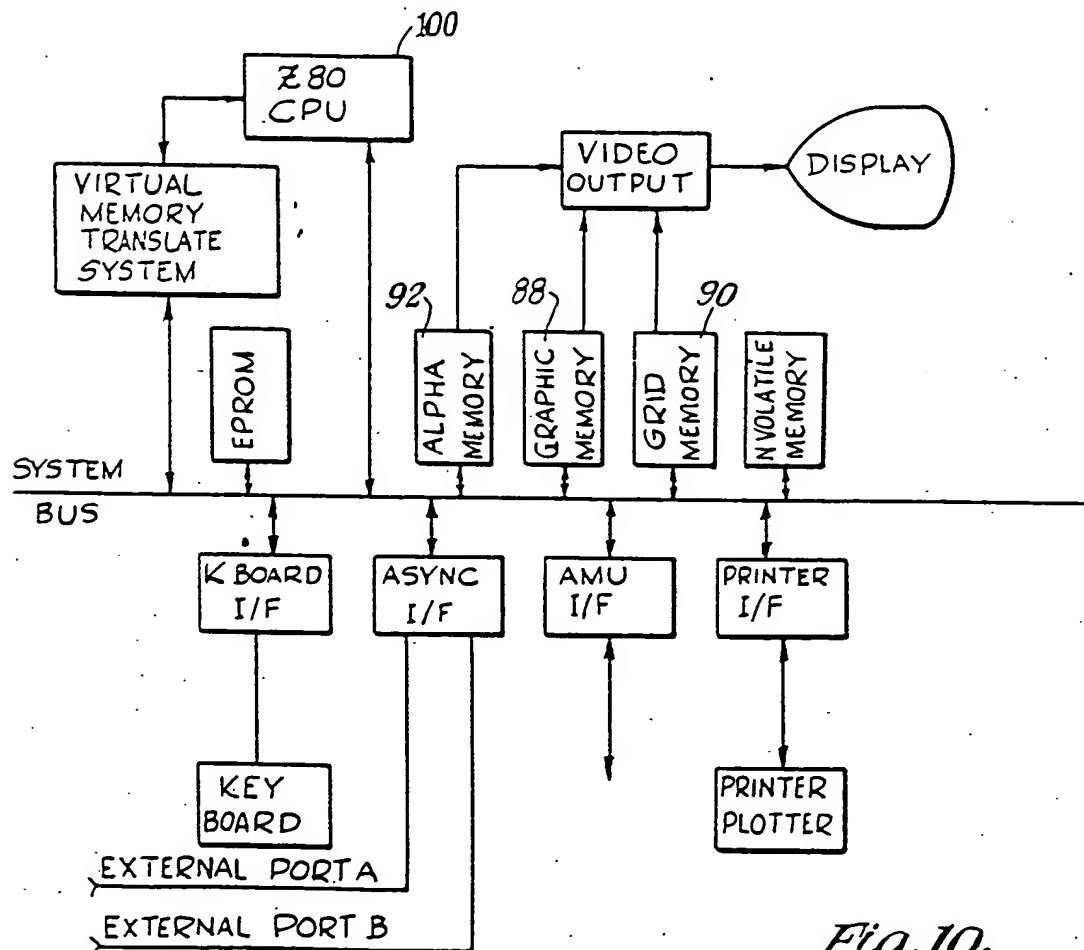 100
Z80
CPU
VIRTUAL
MEMORY
TRANSLATE
SYSTEM
VIDEO
OUTPUT
DISPLAY
92
88
90
EPROM
ALPHA
MEMORY
GRAPHIC
MEMORY
GRID
MEMORY
NVOLATILE
MEMORY
SYSTEM
BUS
K BOARD
I/F
ASYNC
I/F
AMU
I/F
PRINTER
I/F
KEY
BOARD
PRINTER
PLOTTER
EXTERNAL PORT A
EXTERNAL PORT B
Fig. 10.